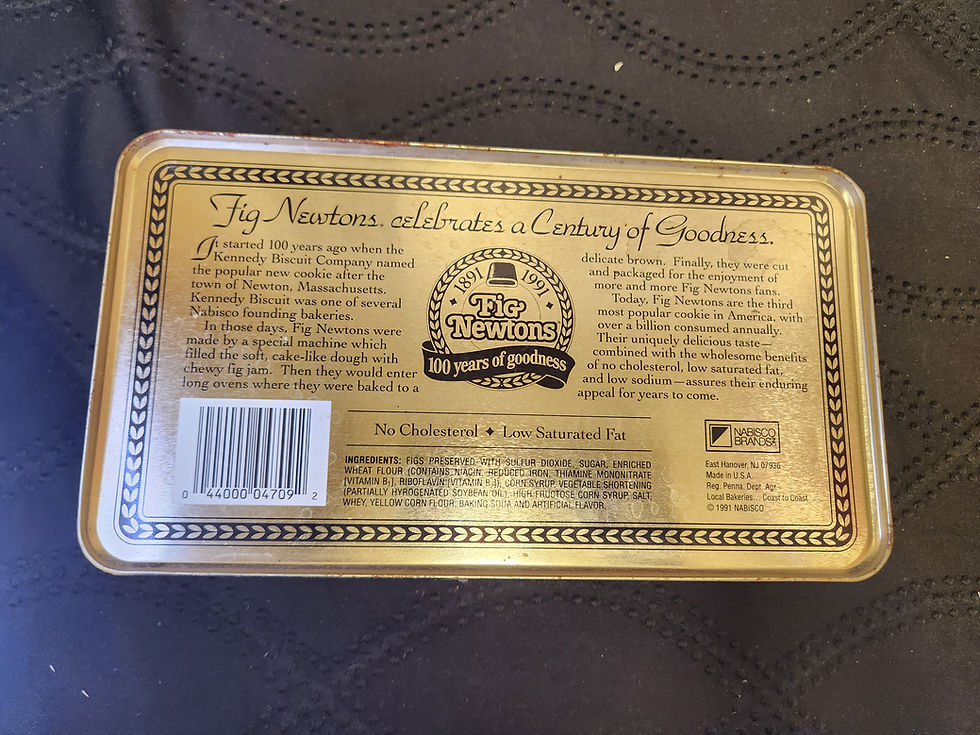 Fig Newtons. celebrates a Century of Goodness.
It started 100 years ago when the
Kennedy Biscuit Company named
the popular new cookie after the
town of Newton, Massachusetts.
Kennedy Biscuit was one of several
Nabisco founding bakeries.
In those days, Fig Newtons were
made by a special machine which
filled the soft, cake-like dough with
chewy fig jam. Then they would enter
long ovens where they were baked to a
1891 1991
Fig
Newtons
100 years of goodness
delicate brown. Finally, they were cut
and packaged for the enjoyment of
more and more Fig Newtons fans.
Today, Fig Newtons are the third
most popular cookie in America, with
over a billion consumed annually.
Their uniquely delicious taste—
combined with the wholesome benefits
of no cholesterol, low saturated fat,
and low sodium—assures their enduring
appeal for years to come.
No Cholesterol ✦ Low Saturated Fat
INGREDIENTS: FIGS PRESERVED WITH SULFUR DIOXIDE, SUGAR, ENRICHED
WHEAT FLOUR (CONTAINS NIACIN, REDUCED IRON, THIAMINE MONONITRATE
[VITAMIN B₁], RIBOFLAVIN [VITAMIN B₂]), CORN SYRUP, VEGETABLE SHORTENING
(PARTIALLY HYROGENATED SOYBEAN OIL), HIGH FRUCTOSE CORN SYRUP, SALT,
WHEY, YELLOW CORN FLOUR, BAKING SODA AND ARTIFICIAL FLAVOR.
0 44000 04709 2
NABISCO
BRANDS
East Hanover, NJ 07936
Made in U.S.A.
Reg. Penna. Dept. Agr.
Local Bakeries... Coast to Coast
© 1991 NABISCO